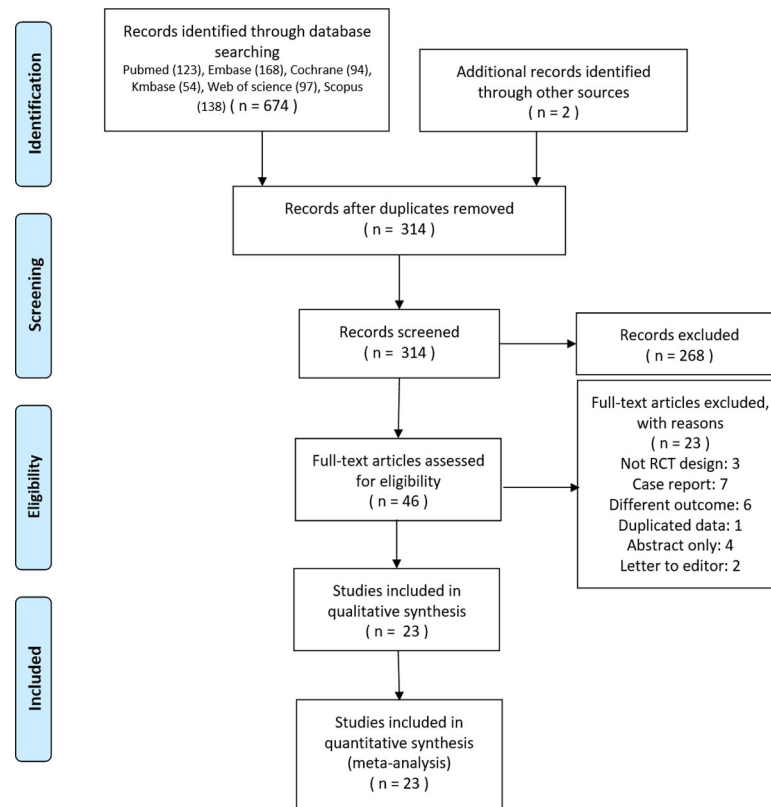 Identification
Records identified through database
searching
Pubmed (123), Embase (168), Cochrane (94),
Kmbase (54), Web of science (97), Scopus
(138) ( n = 674 )
Additional records identified
through other sources
( n = 2 )
Records after duplicates removed
( n = 314 )
Screening
Records screened
( n = 314 )
Records excluded
( n = 268 )
Eligibility
Full-text articles assessed
for eligibility
( n = 46 )
Full-text articles excluded,
with reasons
( n = 23 )
Not RCT design: 3
Case report: 7
Different outcome: 6
Duplicated data: 1
Abstract only: 4
Letter to editor: 2
Included
Studies included in
qualitative synthesis
( n = 23 )
Studies included in
quantitative synthesis
(meta-analysis)
( n = 23 )